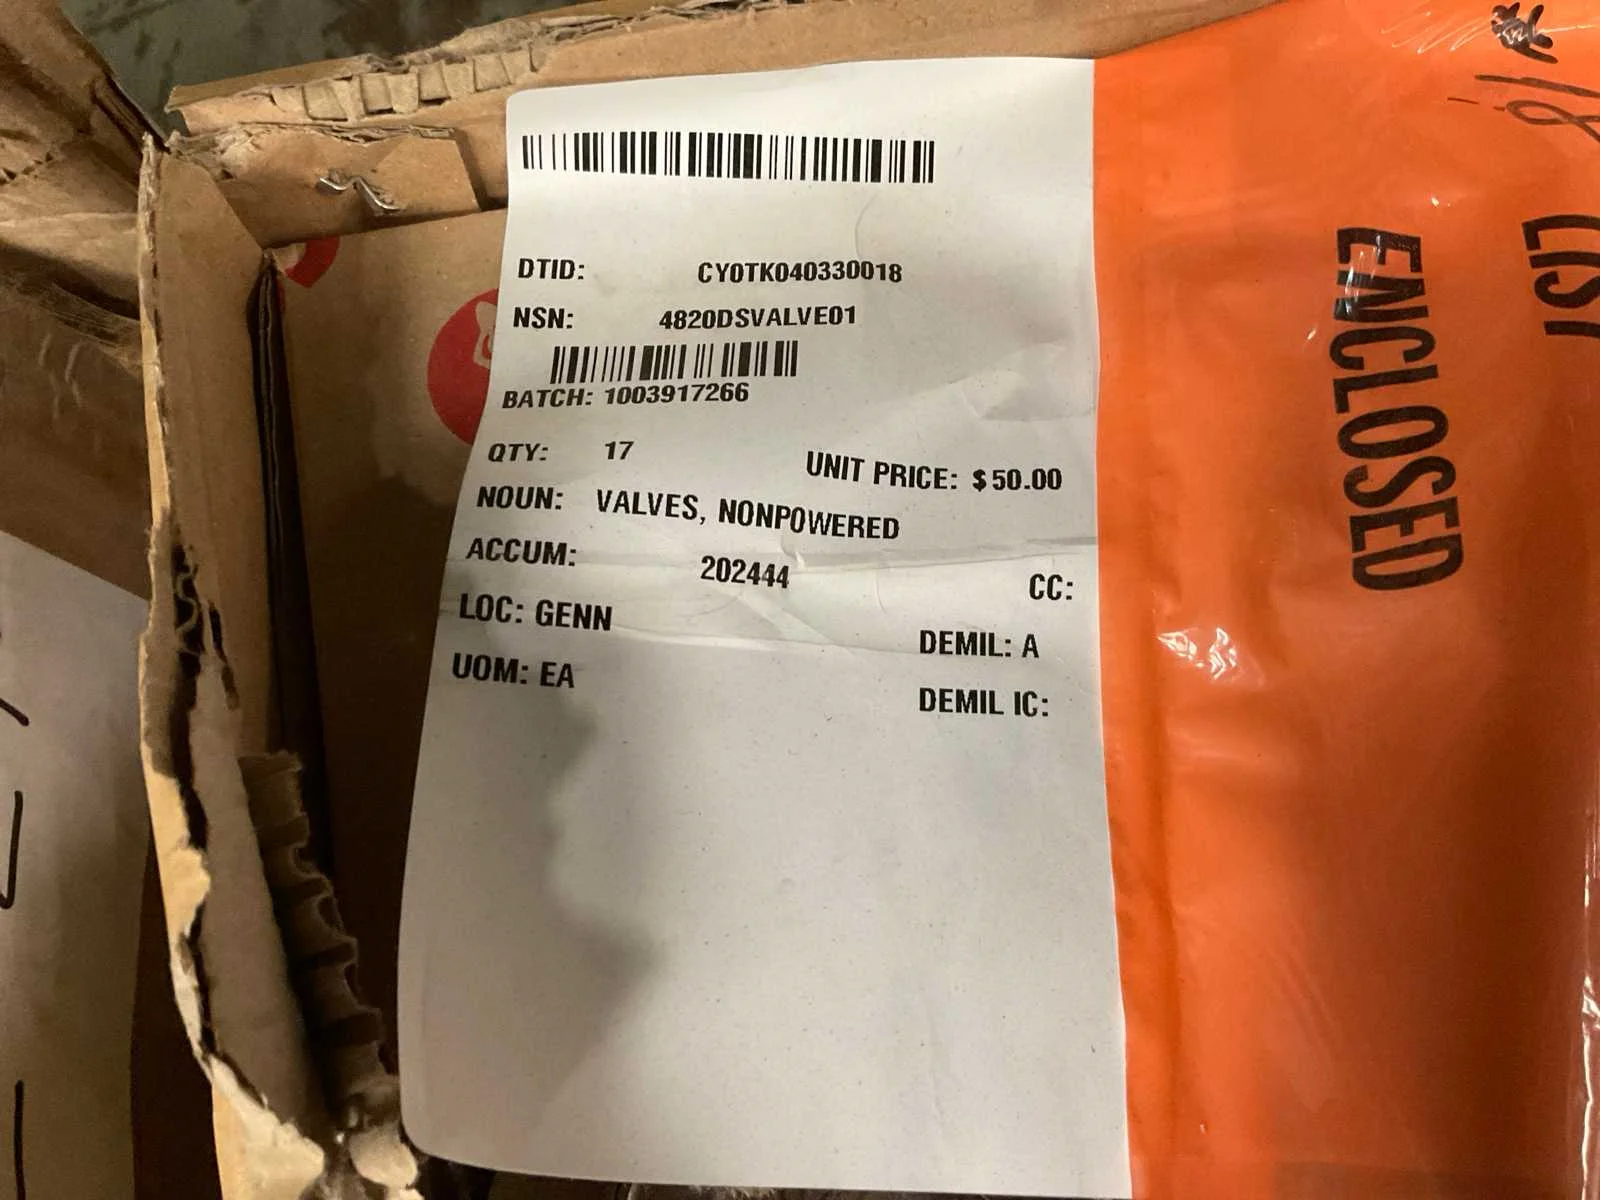 DTID: CY0TK040330018
NSN: 4820DSVALVE01
BATCH: 1003917266
QTY: 17 UNIT PRICE: $50.00
NOUN: VALVES, NONPOWERED
ACCUM: 202444 CC:
LOC: GENN DEMIL: A
UOM: EA DEMIL IC:
LIST
ENCLOSED